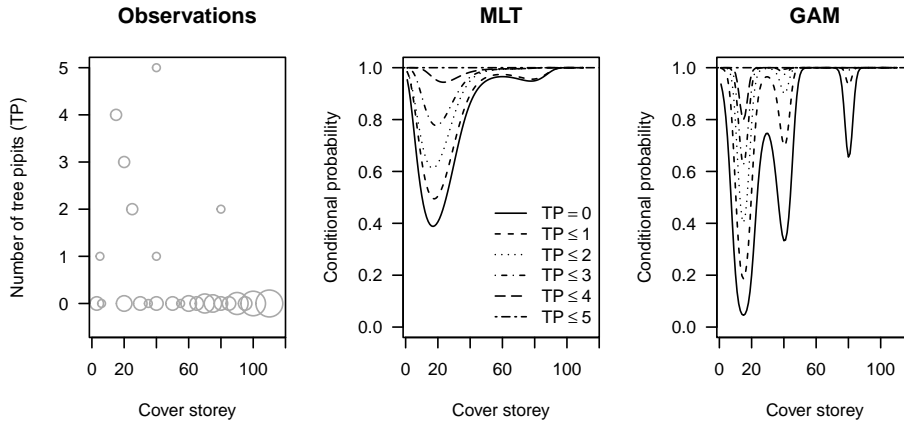 Observations
Number of tree pipits (TP)
5
4
3
2
1
0
0 20 60 100
Cover storey
MLT
Conditional probability
1.0
0.8
0.6
0.4
0.2
0.0
TP = 0
TP ≤ 1
TP ≤ 2
TP ≤ 3
TP ≤ 4
TP ≤ 5
0 20 60 100
Cover storey
GAM
Conditional probability
1.0
0.8
0.6
0.4
0.2
0.0
0 20 60 100
Cover storey